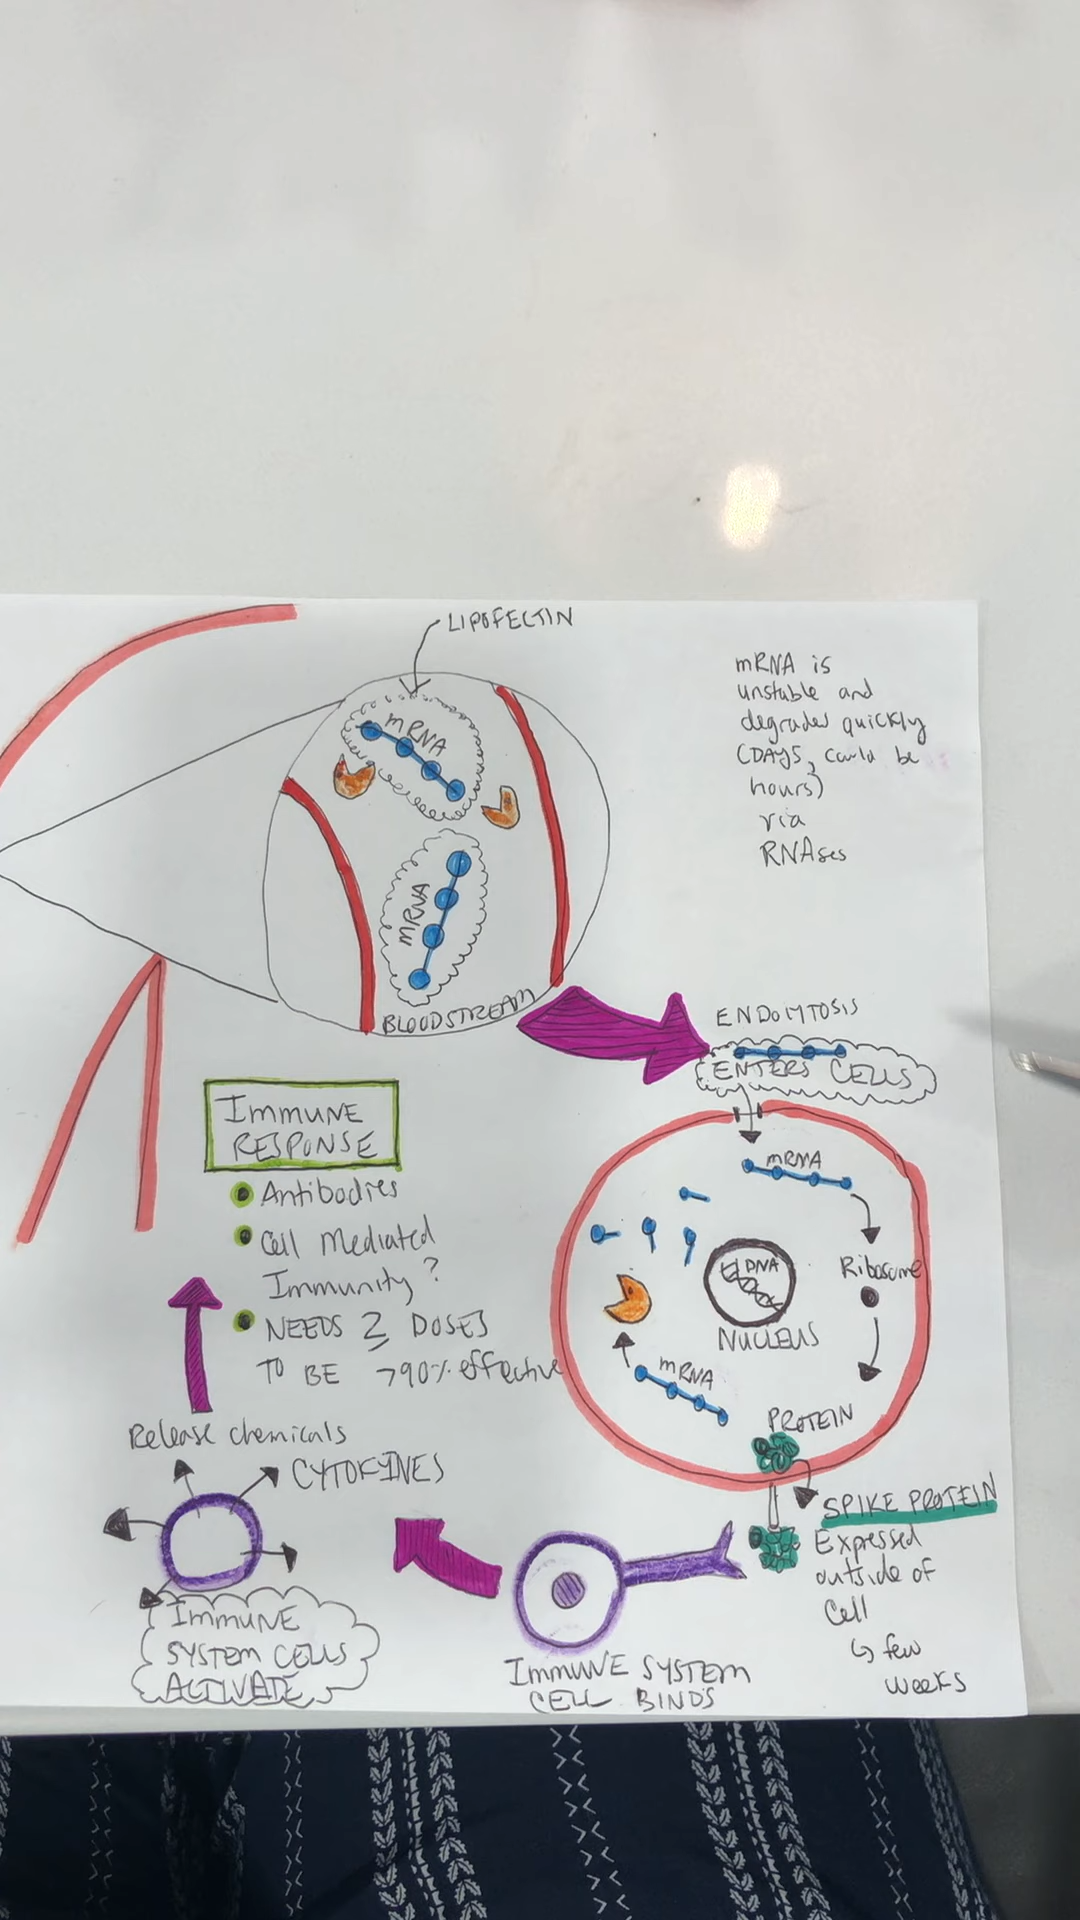 LIPOFECTIN
mRNA
mRNA
BLOODSTREAM
mRNA is
unstable and
degrades quickly
(DAYS, could be
hours)
via
RNAses
ENDOCYTOSIS
ENTERS CELLS
mRNA
Ribosome
DNA
NUCLEUS
mRNA
PROTEIN
SPIKE PROTEIN
Expressed
outside of
Cell
↳ few
weeks
Immune System
CELL BINDS
Immune
System Cells
ACTIVATE
CYTOKINES
Release chemicals
Immune
RESPONSE
Antibodies
Cell Mediated
Immunity?
NEEDS 2 DOSES
TO BE >90% effective